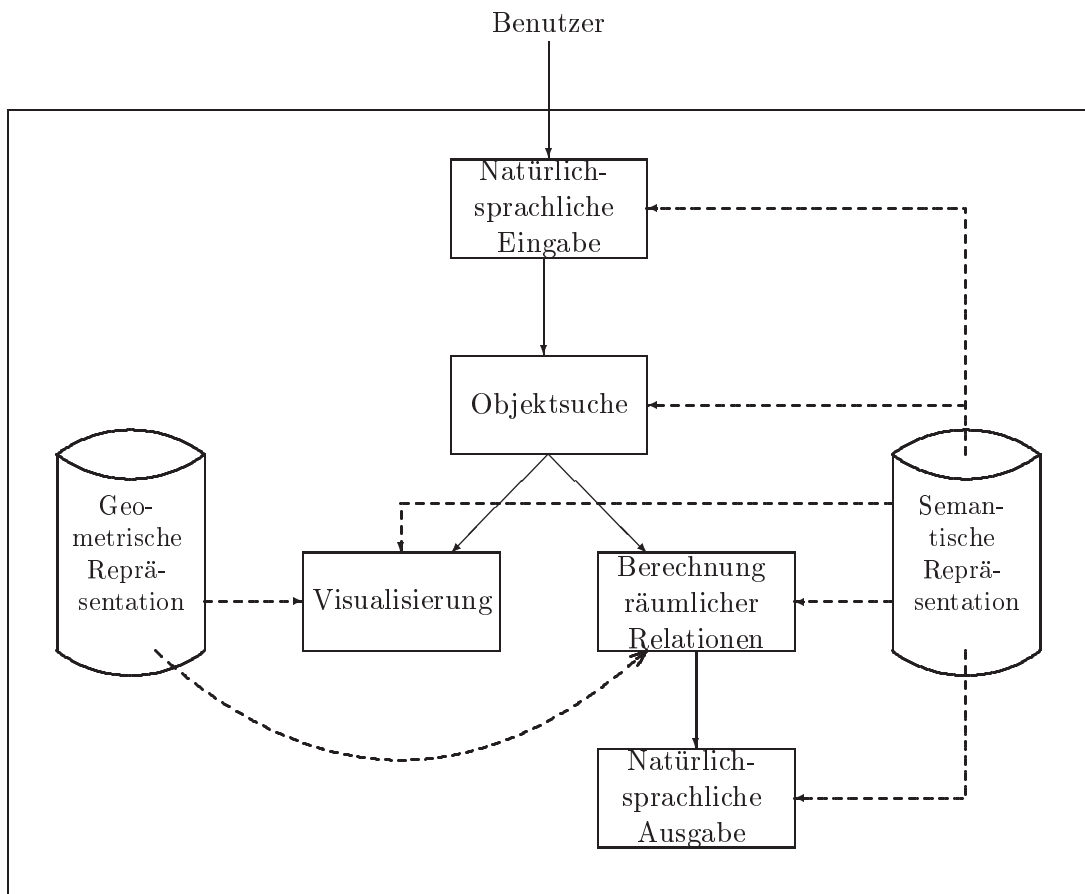 Benutzer
Natürlich-
sprachliche
Eingabe
Objektsuche
Geo-
metrische
Reprä-
sentation
Visualisierung
Berechnung
räumlicher
Relationen
Seman-
tische
Reprä-
sentation
Natürlich-
sprachliche
Ausgabe